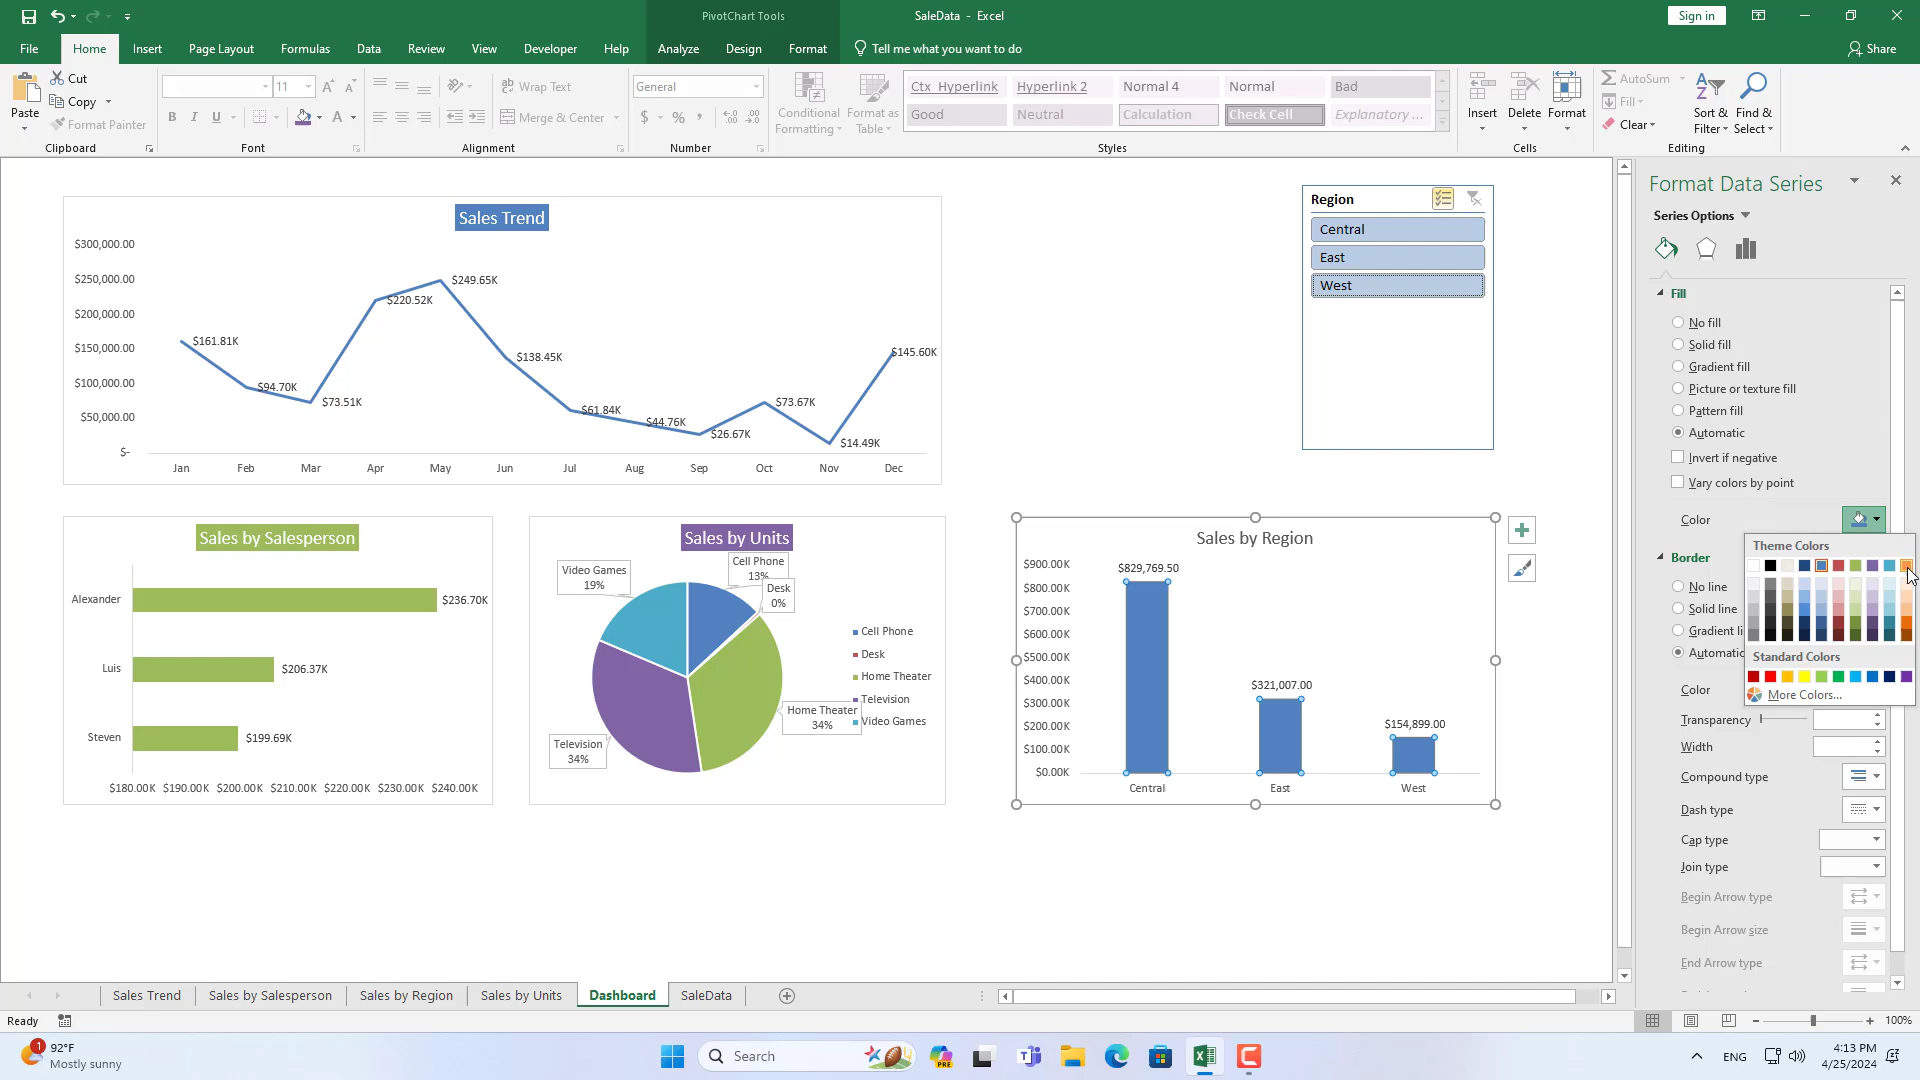 PivotChart Tools
SaleData - Excel
Sign in
File Home Insert Page Layout Formulas Data Review View Developer Help Analyze Design Format Tell me what you want to do
Share
Paste
Cut
Copy
Format Painter
Clipboard
11
Font
Wrap Text
Merge & Center
Alignment
General
Number
Conditional Formatting
Format as Table
Ctx_Hyperlink Hyperlink 2 Normal 4 Normal Bad
Good Neutral Calculation Check Cell Explanatory ...
Styles
Insert Delete Format
Cells
AutoSum
Fill
Clear
Sort & Filter
Find & Select
Editing
Sales Trend
$300,000.00
$250,000.00
$200,000.00
$150,000.00
$100,000.00
$50,000.00
$-
$161.81K
$94.70K
$73.51K
$220.52K
$249.65K
$138.45K
$61.84K
$44.76K
$26.67K
$73.67K
$14.49K
$145.60K
Jan Feb Mar Apr May Jun Jul Aug Sep Oct Nov Dec
Region
Central
East
West
Sales by Salesperson
Alexander $236.70K
Luis $206.37K
Steven $199.69K
$180.00K $190.00K $200.00K $210.00K $220.00K $230.00K $240.00K
Sales by Units
Video Games
19%
Cell Phone
13%
Desk
0%
Home Theater
34%
Television
34%
Cell Phone
Desk
Home Theater
Television
Video Games
Sales by Region
$900.00K
$800.00K
$700.00K
$600.00K
$500.00K
$400.00K
$300.00K
$200.00K
$100.00K
$0.00K
$829,769.50
$321,007.00
$154,899.00
Central East West
Format Data Series
Series Options
Fill
No fill
Solid fill
Gradient fill
Picture or texture fill
Pattern fill
Automatic
Invert if negative
Vary colors by point
Color
Theme Colors
Standard Colors
More Colors...
Border
No line
Solid line
Gradient li
Automatic
Color
Transparency
Width
Compound type
Dash type
Cap type
Join type
Begin Arrow type
Begin Arrow size
End Arrow type
Sales Trend Sales by Salesperson Sales by Region Sales by Units Dashboard SaleData
Ready
100%
1
92°F
Mostly sunny
Search
PRE
ENG
4:13 PM
4/25/2024